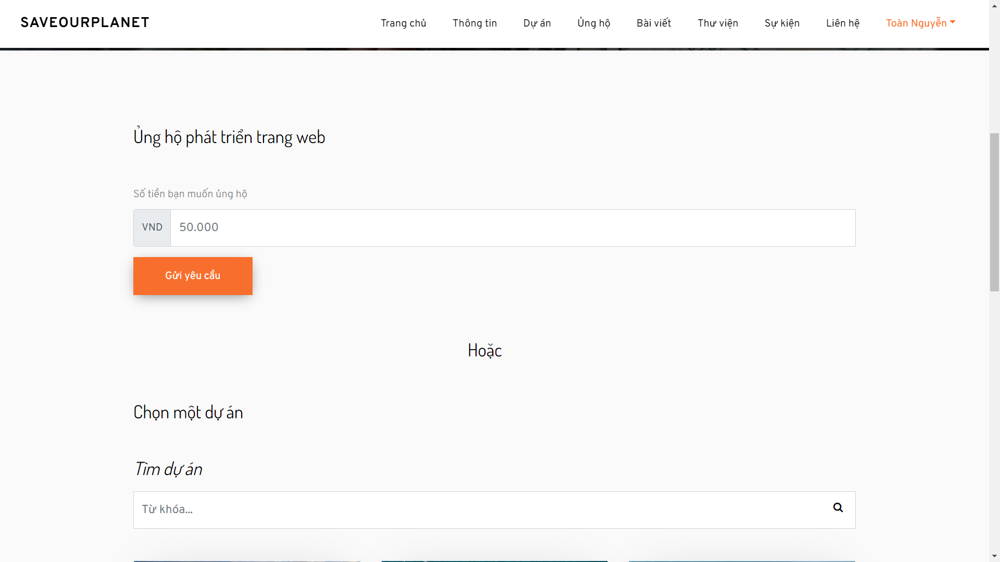 SAVEOURPLANET
Trang chủ Thông tin Dự án Ủng hộ Bài viết Thư viện Sự kiện Liên hệ Toàn Nguyễn
Ủng hộ phát triển trang web
Số tiền bạn muốn ủng hộ
VND 50.000
Gửi yêu cầu
Hoặc
Chọn một dự án
Tìm dự án
Từ khóa...